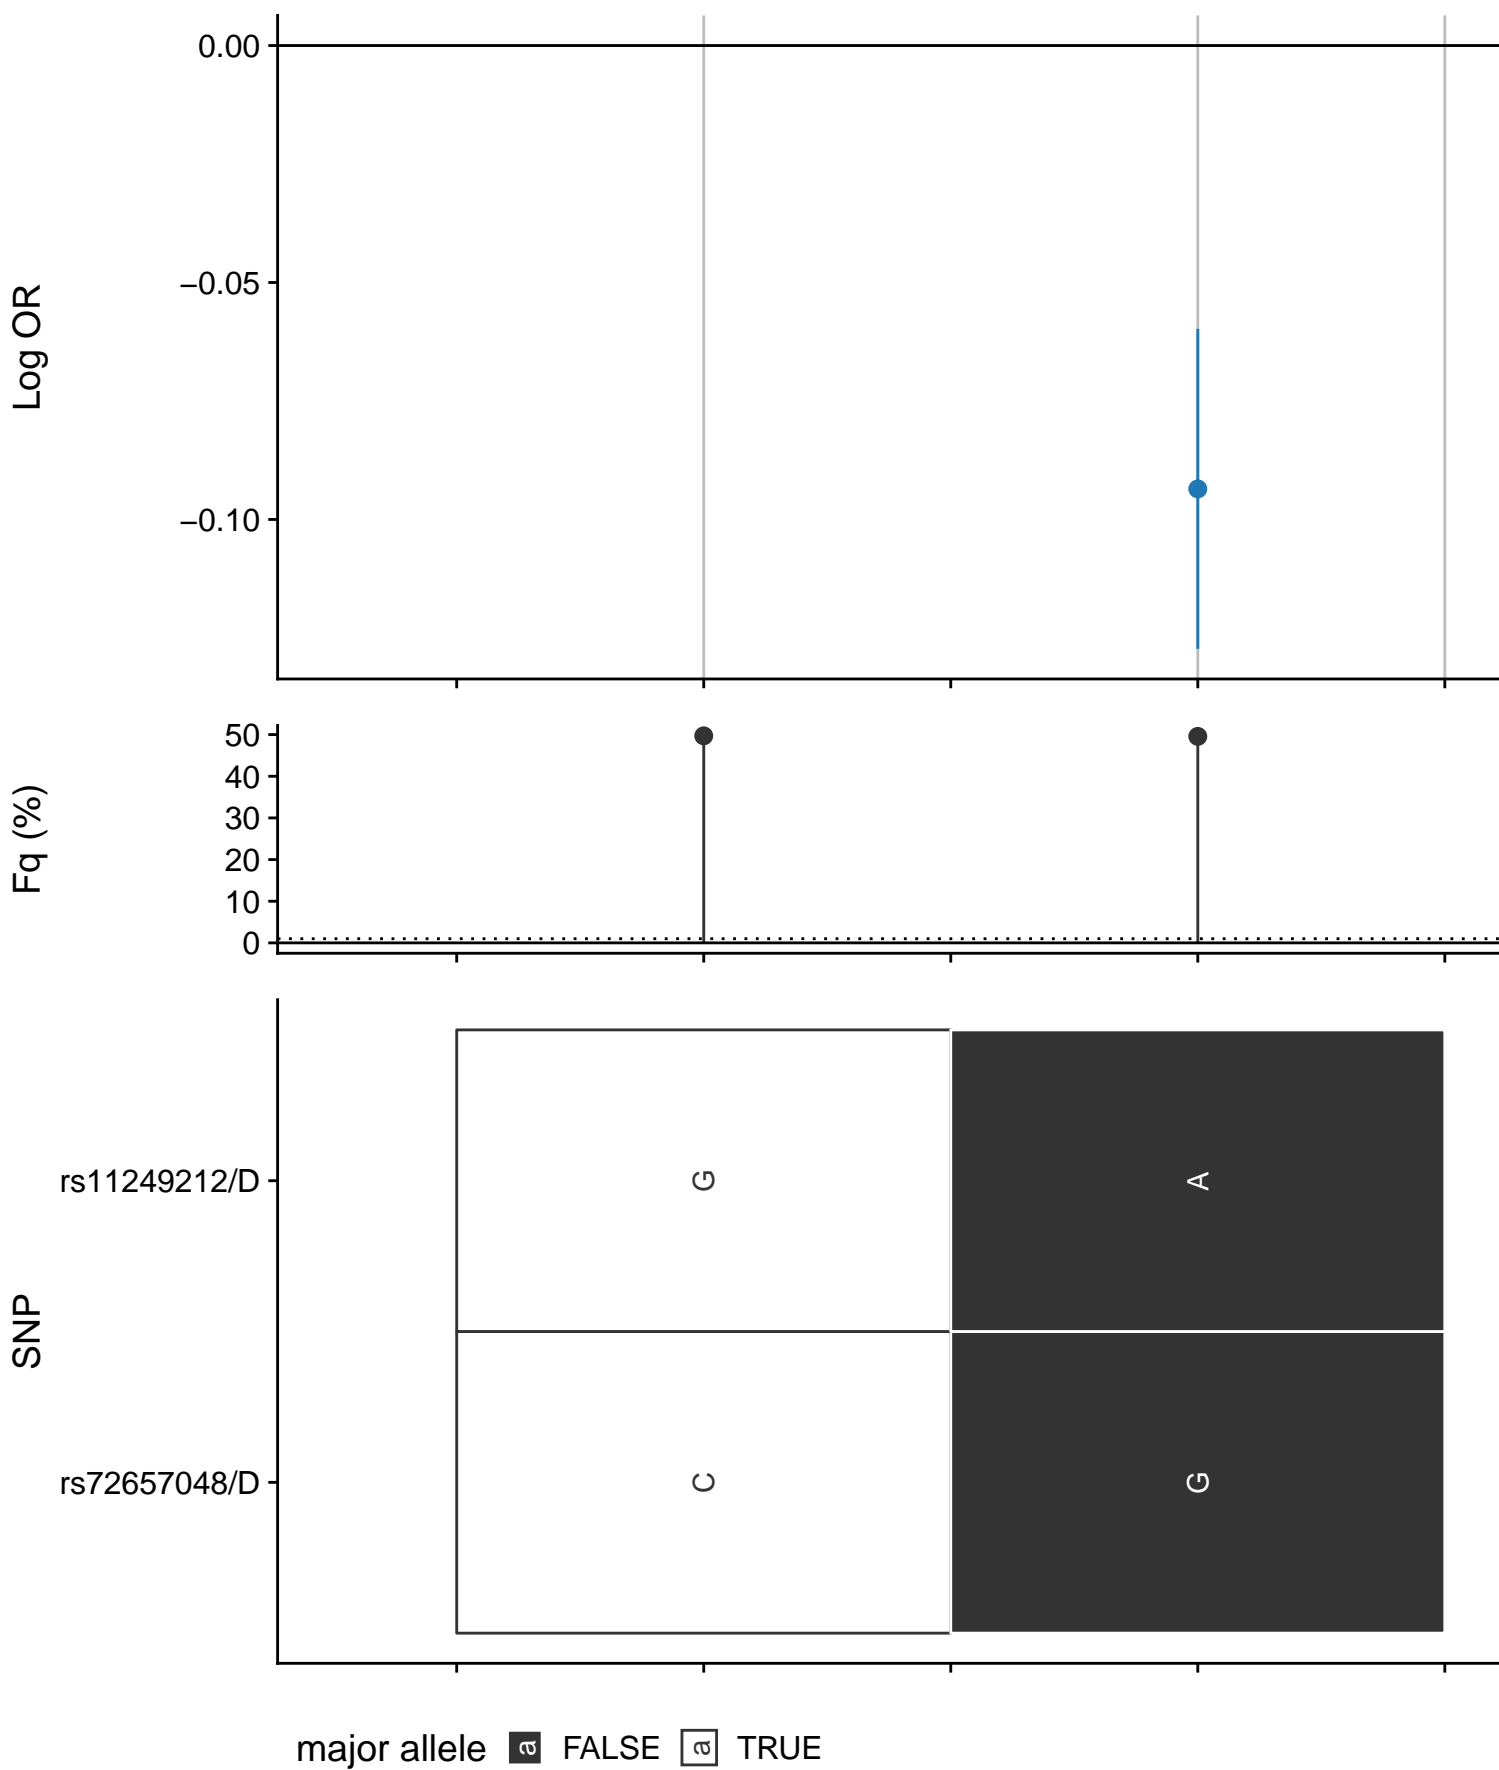 Log OR
0.00
−0.05
−0.10
Fq (%)
50
40
30
20
10
0
SNP
rs11249212/D
G
A
rs72657048/D
C
G
major allele a FALSE a TRUE